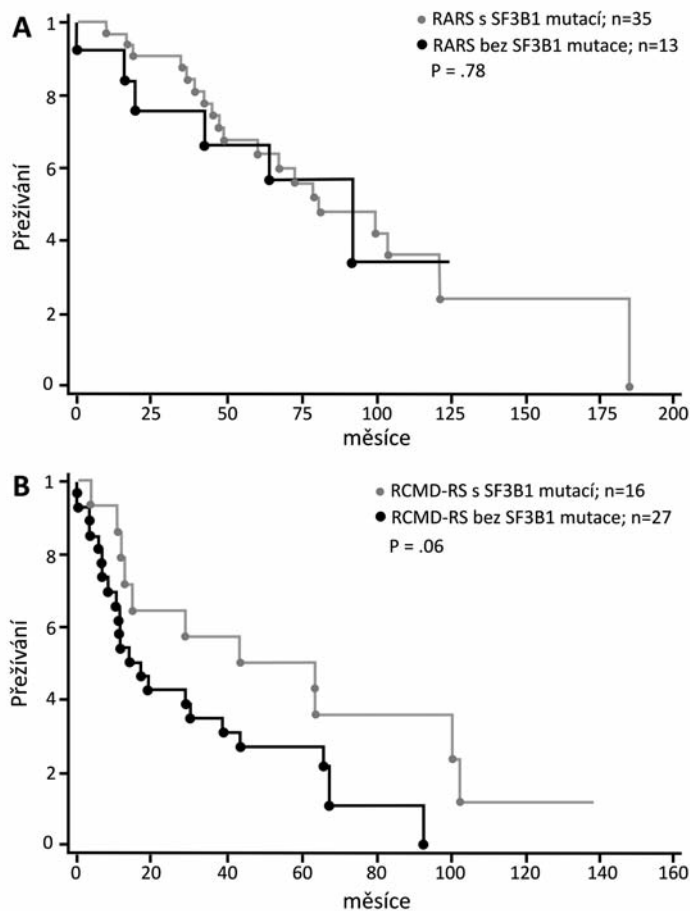 A
RARS s SF3B1 mutací; n=35
RARS bez SF3B1 mutace; n=13
P = .78
Přežívání
1
8
6
4
2
0
0 25 50 75 100 125 150 175 200
měsíce
B
RCMD-RS s SF3B1 mutací; n=16
RCMD-RS bez SF3B1 mutace; n=27
P = .06
Přežívání
1
8
6
4
2
0
0 20 40 60 80 100 120 140 160
měsíce